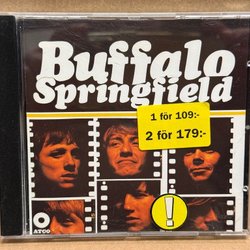 Buffalo
Springfield
1 för 109:-
2 för 179:-
ATCO
!